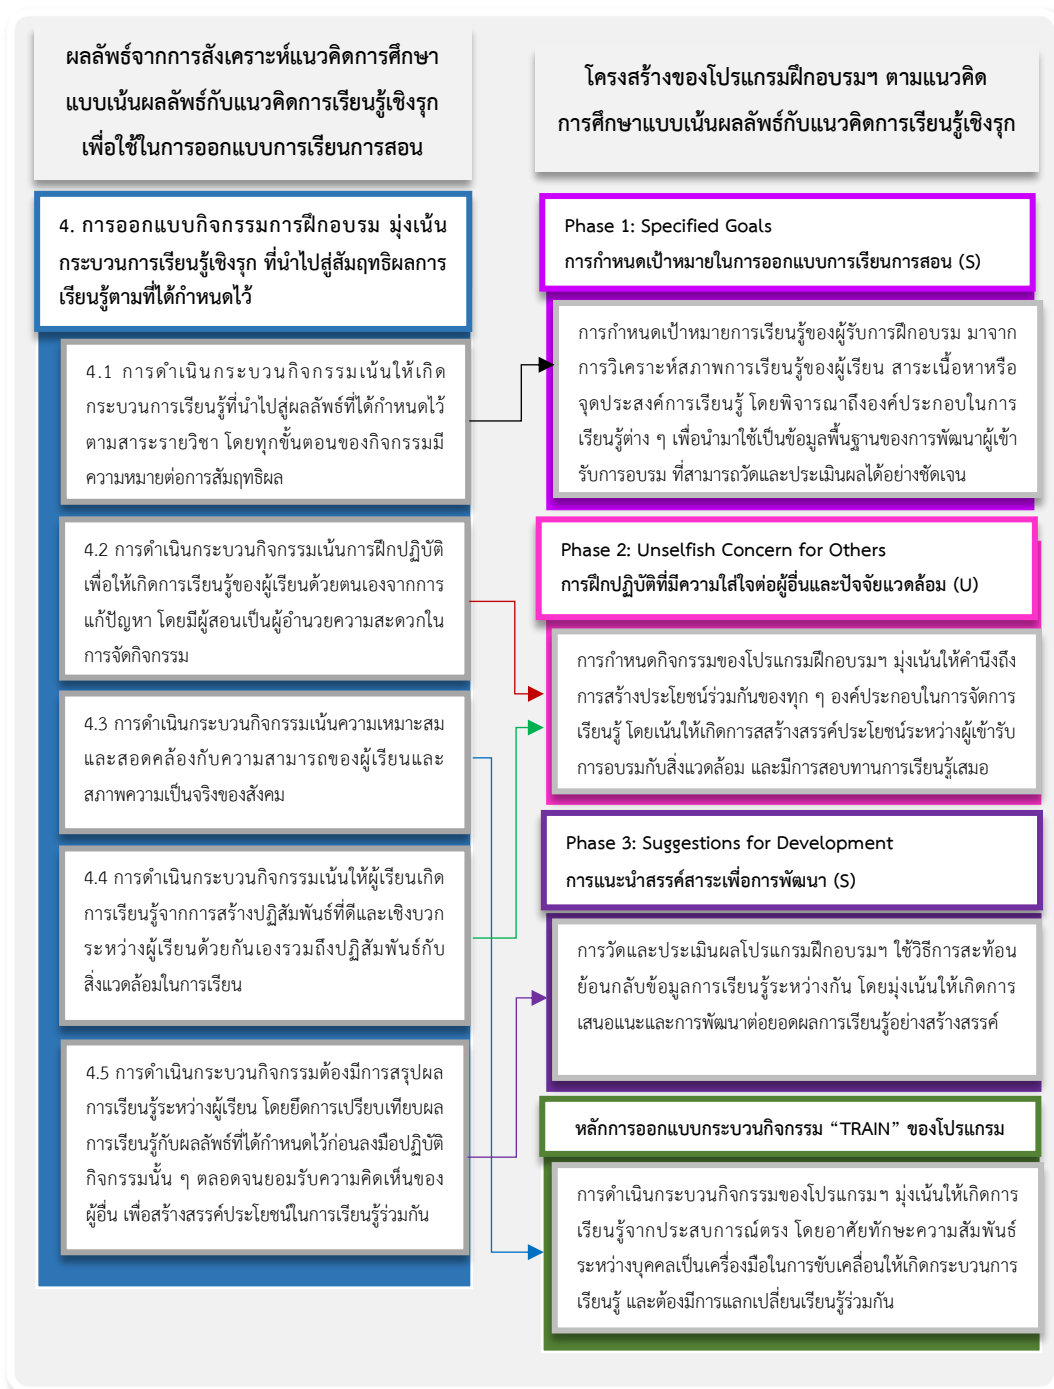 ผลลัพธ์จากการสังเคราะห์แนวคิดการศึกษา
แบบเน้นผลลัพธ์กับแนวคิดการเรียนรู้เชิงรุก
เพื่อใช้ในการออกแบบการเรียนการสอน
4. การออกแบบกิจกรรมการฝึกอบรม มุ่งเน้น
กระบวนการเรียนรู้เชิงรุก ที่นำไปสู่สัมฤทธิผลการ
เรียนรู้ตามที่ได้กำหนดไว้
4.1 การดำเนินกระบวนกิจกรรมเน้นให้เกิด
กระบวนการเรียนรู้ที่นำไปสู่ผลลัพธ์ที่ได้กำหนดไว้
ตามสาระรายวิชา โดยทุกขั้นตอนของกิจกรรมมี
ความหมายต่อการสัมฤทธิผล
4.2 การดำเนินกระบวนกิจกรรมเน้นการฝึกปฏิบัติ
เพื่อให้เกิดการเรียนรู้ของผู้เรียนด้วยตนเองจากการ
แก้ปัญหา โดยมีผู้สอนเป็นผู้อำนวยความสะดวกใน
การจัดกิจกรรม
4.3 การดำเนินกระบวนกิจกรรมเน้นความเหมาะสม
และสอดคล้องกับความสามารถของผู้เรียนและ
สภาพความเป็นจริงของสังคม
4.4 การดำเนินกระบวนกิจกรรมเน้นให้ผู้เรียนเกิด
การเรียนรู้จากการสร้างปฏิสัมพันธ์ที่ดีและเชิงบวก
ระหว่างผู้เรียนด้วยกันเองรวมถึงปฏิสัมพันธ์กับ
สิ่งแวดล้อมในการเรียน
4.5 การดำเนินกระบวนกิจกรรมต้องมีการสรุปผล
การเรียนรู้ระหว่างผู้เรียน โดยยึดการเปรียบเทียบผล
การเรียนรู้กับผลลัพธ์ที่ได้กำหนดไว้ก่อนลงมือปฏิบัติ
กิจกรรมนั้น ๆ ตลอดจนยอมรับความคิดเห็นของ
ผู้อื่น เพื่อสร้างสรรค์ประโยชน์ในการเรียนรู้ร่วมกัน
โครงสร้างของโปรแกรมฝึกอบรมฯ ตามแนวคิด
การศึกษาแบบเน้นผลลัพธ์กับแนวคิดการเรียนรู้เชิงรุก
Phase 1: Specified Goals
การกำหนดเป้าหมายในการออกแบบการเรียนการสอน (S)
การกำหนดเป้าหมายการเรียนรู้ของผู้รับการฝึกอบรม มาจาก
การวิเคราะห์สภาพการเรียนรู้ของผู้เรียน สาระเนื้อหาหรือ
จุดประสงค์การเรียนรู้ โดยพิจารณาถึงองค์ประกอบในการ
เรียนรู้ต่าง ๆ เพื่อนำมาใช้เป็นข้อมูลพื้นฐานของการพัฒนาผู้เข้า
รับการอบรม ที่สามารถวัดและประเมินผลได้อย่างชัดเจน
Phase 2: Unselfish Concern for Others
การฝึกปฏิบัติที่มีความใส่ใจต่อผู้อื่นและปัจจัยแวดล้อม (U)
การกำหนดกิจกรรมของโปรแกรมฝึกอบรมฯ มุ่งเน้นให้คำนึงถึง
การสร้างประโยชน์ร่วมกันของทุก ๆ องค์ประกอบในการจัดการ
เรียนรู้ โดยเน้นให้เกิดการสสร้างสรรค์ประโยชน์ระหว่างผู้เข้ารับ
การอบรมกับสิ่งแวดล้อม และมีการสอบทานการเรียนรู้เสมอ
Phase 3: Suggestions for Development
การแนะนำสรรค์สาระเพื่อการพัฒนา (S)
การวัดและประเมินผลโปรแกรมฝึกอบรมฯ ใช้วิธีการสะท้อน
ย้อนกลับข้อมูลการเรียนรู้ระหว่างกัน โดยมุ่งเน้นให้เกิดการ
เสนอแนะและการพัฒนาต่อยอดผลการเรียนรู้อย่างสร้างสรรค์
หลักการออกแบบกระบวนกิจกรรม “TRAIN” ของโปรแกรม
การดำเนินกระบวนกิจกรรมของโปรแกรมฯ มุ่งเน้นให้เกิดการ
เรียนรู้จากประสบการณ์ตรง โดยอาศัยทักษะความสัมพันธ์
ระหว่างบุคคลเป็นเครื่องมือในการขับเคลื่อนให้เกิดกระบวนการ
เรียนรู้ และต้องมีการแลกเปลี่ยนเรียนรู้ร่วมกัน